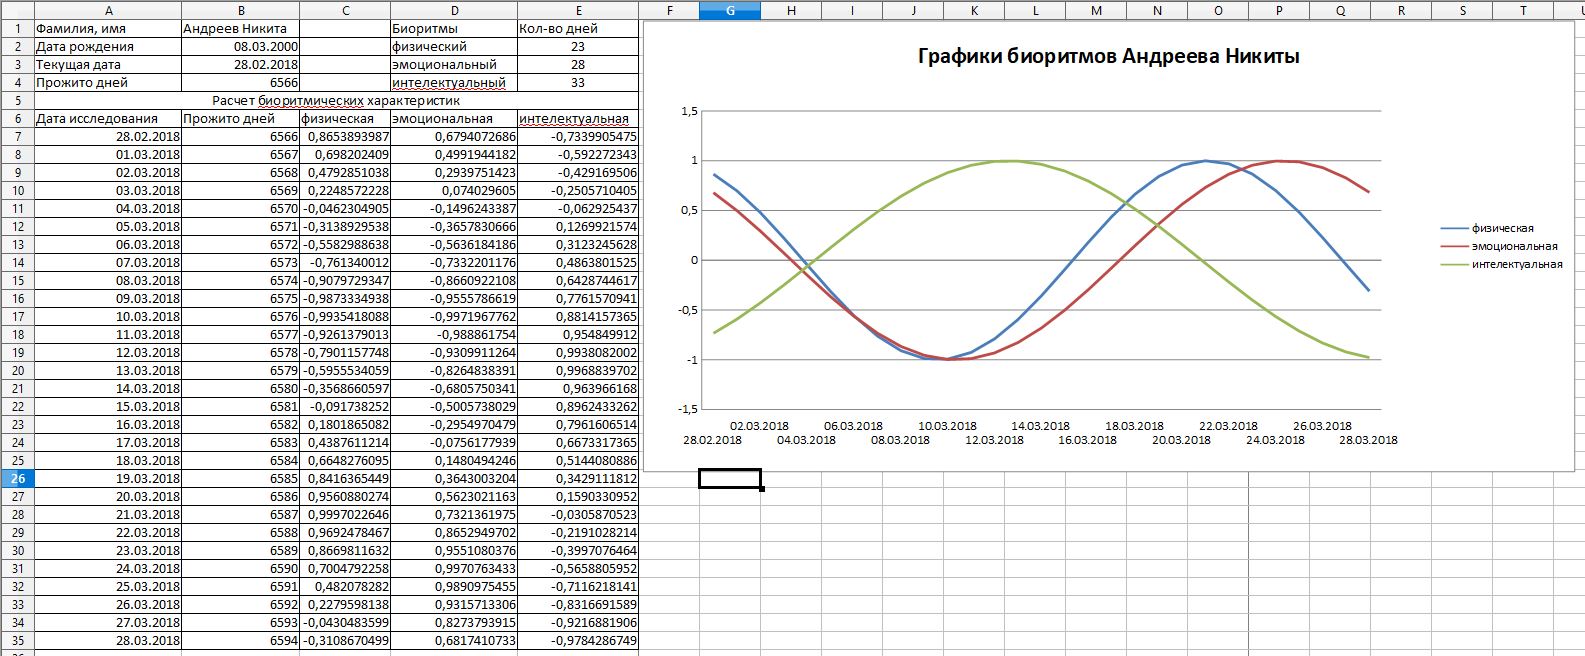 A B C D E F G H I J K L M N O P Q R S T
1 Фамилия, имя Андреев Никита Биоритмы Кол-во дней
2 Дата рождения 08.03.2000 физический 23
3 Текущая дата 28.02.2018 эмоциональный 28
4 Прожито дней 6566 интелектуальный 33
5 Расчет биоритмических характеристик
6 Дата исследования Прожито дней физическая эмоциональная интелектуальная
7 28.02.2018 6566 0,8653893987 0,6794072686 -0,7339905475
8 01.03.2018 6567 0,698202409 0,4991944182 -0,592272343
9 02.03.2018 6568 0,4792851038 0,2939751423 -0,429169506
10 03.03.2018 6569 0,2248572228 0,074029605 -0,2505710405
11 04.03.2018 6570 -0,0462304905 -0,1496243387 -0,062925437
12 05.03.2018 6571 -0,3138929531 -0,3657830666 0,1269921574
13 06.03.2018 6572 -0,5582988638 -0,5636184186 0,3123245628
14 07.03.2018 6573 -0,761340012 -0,7332201176 0,4863801525
15 08.03.2018 6574 -0,9079729347 -0,8660922108 0,6428744617
16 09.03.2018 6575 -0,9873334938 -0,9555786619 0,7761570941
17 10.03.2018 6576 -0,9935418088 -0,9971967762 0,8814157365
18 11.03.2018 6577 -0,9261379013 -0,988861754 0,954849912
19 12.03.2018 6578 -0,7901157748 -0,9309911264 0,9938082002
20 13.03.2018 6579 -0,5955534059 -0,8264838391 0,9968839702
21 14.03.2018 6580 -0,3568660597 -0,6805750341 0,963966168
22 15.03.2018 6581 -0,091738252 -0,5005738029 0,8962433262
23 16.03.2018 6582 0,1801865082 -0,2954970479 0,7961606514
24 17.03.2018 6583 0,4387611214 -0,0756177939 0,6673317365
25 18.03.2018 6584 0,6648276095 0,1480494246 0,5144080886
26 19.03.2018 6585 0,8416365449 0,3643003204 0,3429111812
27 20.03.2018 6586 0,9560880274 0,5623021163 0,1590330952
28 21.03.2018 6587 0,9997022646 0,7321361975 -0,0305870523
29 22.03.2018 6588 0,9692478467 0,8652949702 -0,2191028214
30 23.03.2018 6589 0,8669811632 0,9551080376 -0,3997076464
31 24.03.2018 6590 0,7004792258 0,9970763433 -0,5658805952
32 25.03.2018 6591 0,482078282 0,9890975455 -0,7116218141
33 26.03.2018 6592 0,2279598138 0,9315713306 -0,8316691589
34 27.03.2018 6593 -0,0430483599 0,8273793915 -0,9216881906
35 28.03.2018 6594 -0,3108670499 0,6817410733 -0,9784286749
Графики биоритмов Андреева Никиты
1,5
1
0,5
0
-0,5
-1
-1,5
02.03.2018 06.03.2018 10.03.2018 14.03.2018 18.03.2018 22.03.2018 26.03.2018
28.02.2018 04.03.2018 08.03.2018 12.03.2018 16.03.2018 20.03.2018 24.03.2018 28.03.2018
физическая
эмоциональная
интелектуальная